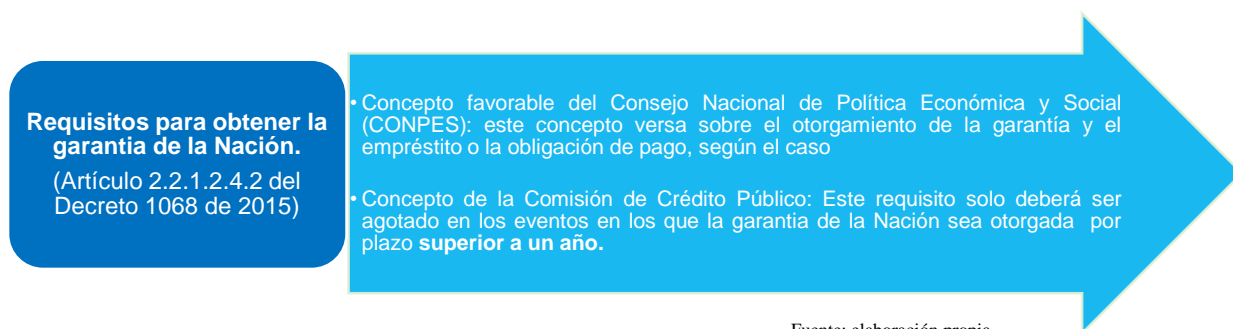 Requisitos para obtener la
garantia de la Nación.
(Artículo 2.2.1.2.4.2 del
Decreto 1068 de 2015)
• Concepto favorable del Consejo Nacional de Política Económica y Social
(CONPES): este concepto versa sobre el otorgamiento de la garantía y el
empréstito o la obligación de pago, según el caso
• Concepto de la Comisión de Crédito Público: Este requisito solo deberá ser
agotado en los eventos en los que la garantia de la Nación sea otorgada por
plazo superior a un año.
Fuente: elaboración propia